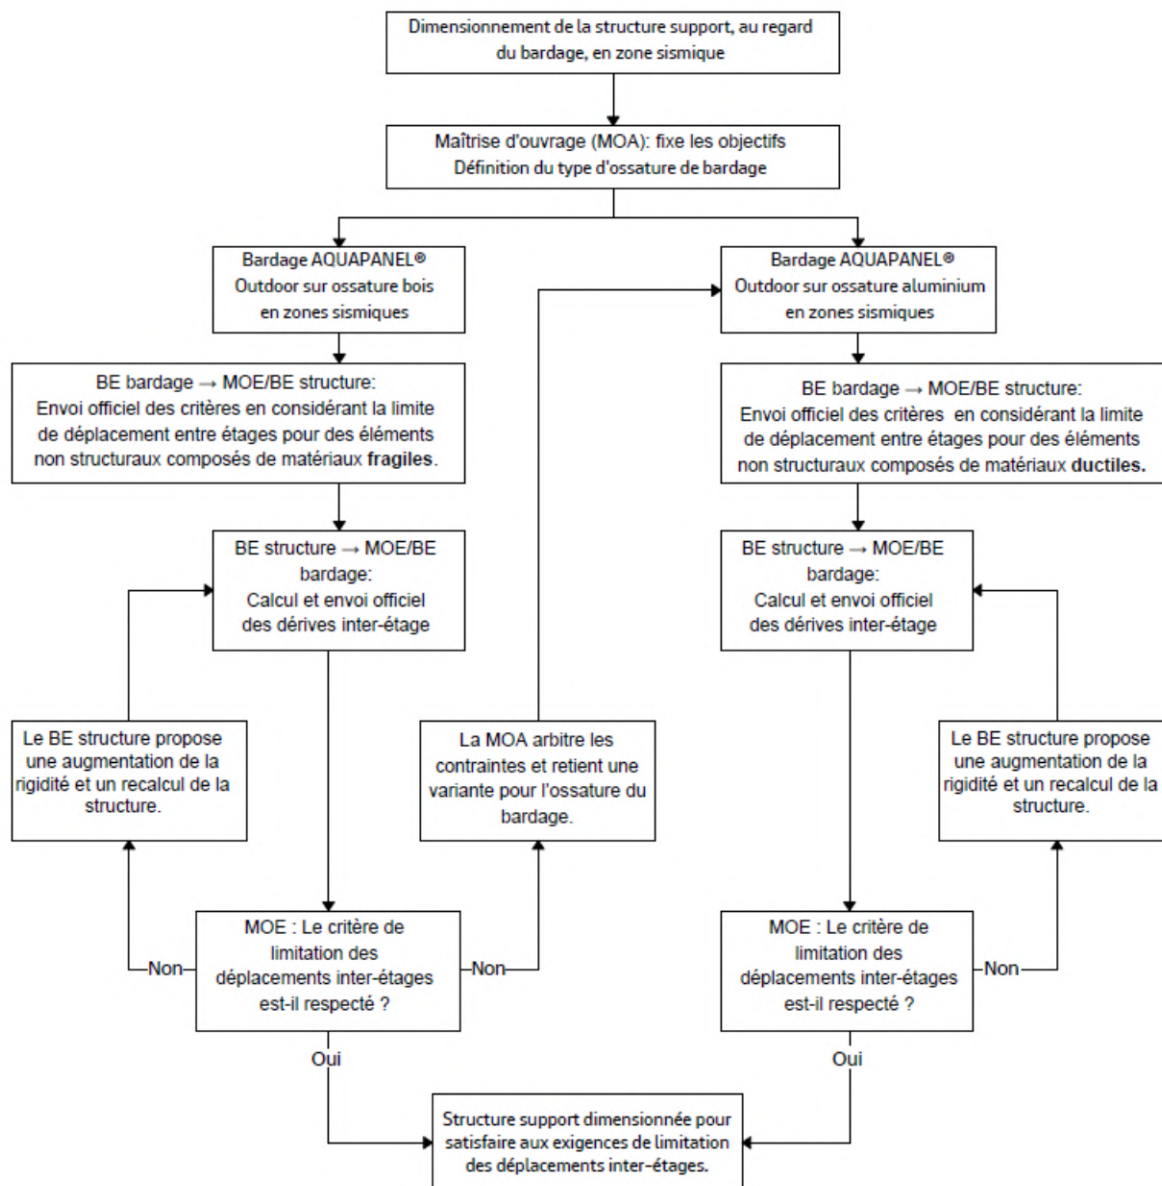 Dimensionnement de la structure support, au regard
du bardage, en zone sismique
Maîtrise d'ouvrage (MOA): fixe les objectifs
Définition du type d'ossature de bardage
Bardage AQUAPANEL®
Outdoor sur ossature bois
en zones sismiques
Bardage AQUAPANEL®
Outdoor sur ossature aluminium
en zones sismiques
BE bardage → MOE/BE structure:
Envoi officiel des critères en considérant la limite
de déplacement entre étages pour des éléments
non structuraux composés de matériaux fragiles.
BE bardage → MOE/BE structure:
Envoi officiel des critères en considérant la limite
de déplacement entre étages pour des éléments
non structuraux composés de matériaux ductiles.
BE structure → MOE/BE
bardage:
Calcul et envoi officiel
des dérives inter-étage
BE structure → MOE/BE
bardage:
Calcul et envoi officiel
des dérives inter-étage
Le BE structure propose
une augmentation de la
rigidité et un recalcul de la
structure.
La MOA arbitre les
contraintes et retient une
variante pour l'ossature du
bardage.
Le BE structure propose
une augmentation de la
rigidité et un recalcul de la
structure.
MOE : Le critère de
limitation des
déplacements inter-étages
est-il respecté ?
Non
Non
MOE : Le critère de
limitation des
déplacements inter-étages
est-il respecté ?
Non
Oui
Oui
Structure support dimensionnée pour
satisfaire aux exigences de limitation
des déplacements inter-étages.